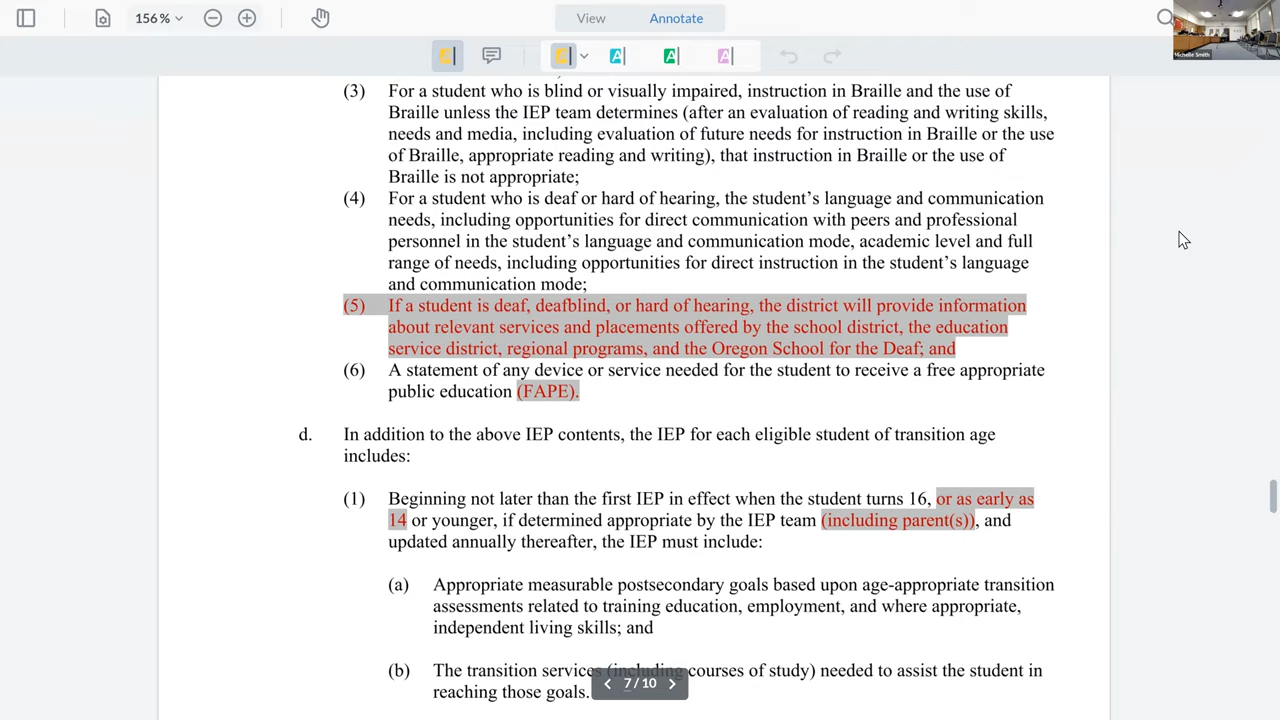 156 %
View
Annotate
Michelle Smith
(3) For a student who is blind or visually impaired, instruction in Braille and the use of
Braille unless the IEP team determines (after an evaluation of reading and writing skills,
needs and media, including evaluation of future needs for instruction in Braille or the use
of Braille, appropriate reading and writing), that instruction in Braille or the use of
Braille is not appropriate;
(4) For a student who is deaf or hard of hearing, the student’s language and communication
needs, including opportunities for direct communication with peers and professional
personnel in the student’s language and communication mode, academic level and full
range of needs, including opportunities for direct instruction in the student’s language
and communication mode;
(5) If a student is deaf, deafblind, or hard of hearing, the district will provide information
about relevant services and placements offered by the school district, the education
service district, regional programs, and the Oregon School for the Deaf; and
(6) A statement of any device or service needed for the student to receive a free appropriate
public education (FAPE).
d. In addition to the above IEP contents, the IEP for each eligible student of transition age
includes:
(1) Beginning not later than the first IEP in effect when the student turns 16, or as early as
14 or younger, if determined appropriate by the IEP team (including parent(s)), and
updated annually thereafter, the IEP must include:
(a) Appropriate measurable postsecondary goals based upon age-appropriate transition
assessments related to training education, employment, and where appropriate,
independent living skills; and
(b) The transition services (including courses of study) needed to assist the student in
reaching those goals.
7 / 10